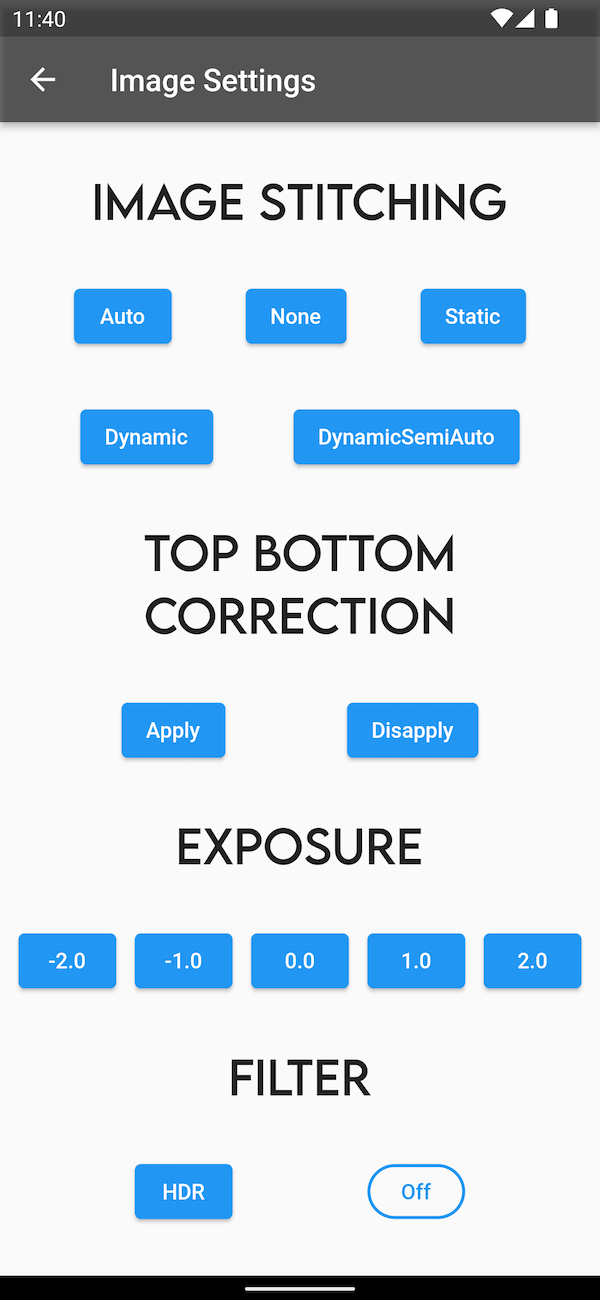 11:40
Image Settings
IMAGE STITCHING
Auto None Static
Dynamic DynamicSemiAuto
TOP BOTTOM
CORRECTION
Apply Disapply
EXPOSURE
-2.0 -1.0 0.0 1.0 2.0
FILTER
HDR Off